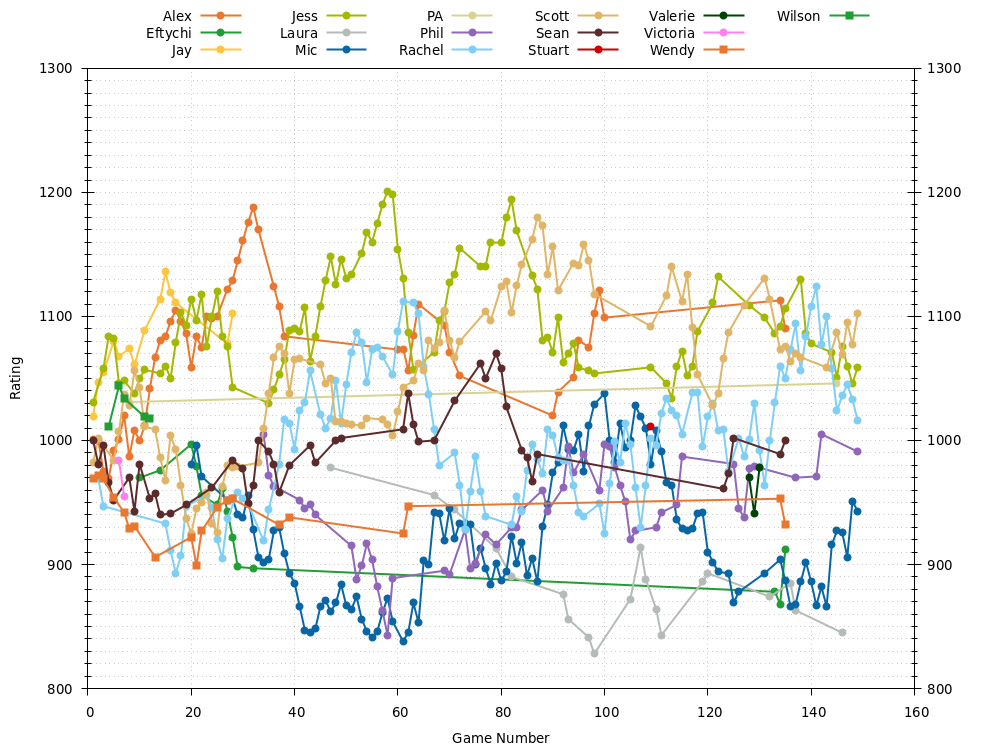 Alex Jess PA Scott Valerie Wilson
Eftychi Laura Phil Sean Victoria
Jay Mic Rachel Stuart Wendy
1300 1300
1200 1200
1100 1100
1000 1000
900 900
800 800
Rating
0 20 40 60 80 100 120 140 160
Game Number